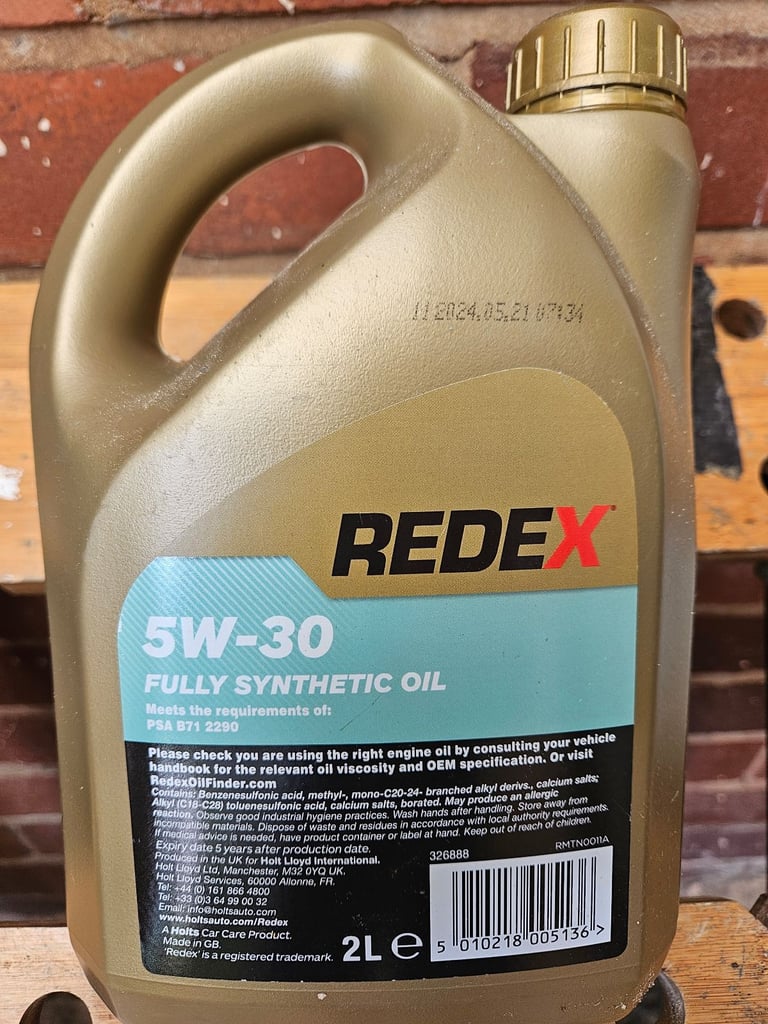 11 2024.05.21 07:34
REDEX
5W-30
FULLY SYNTHETIC OIL
Meets the requirements of:
PSA B71 2290
Please check you are using the right engine oil by consulting your vehicle
handbook for the relevant oil viscosity and OEM specification. Or visit
RedexOilFinder.com
Contains: Benzenesulfonic acid, methyl-, mono-C20-24- branched alkyl derivs., calcium salts;
Alkyl (C18-C28) toluenesulfonic acid, calcium salts, borated. May produce an allergic
reaction. Observe good industrial hygiene practices. Wash hands after handling. Store away from
incompatible materials. Dispose of waste and residues in accordance with local authority requirements.
If medical advice is needed, have product container or label at hand. Keep out of reach of children.
Expiry date 5 years after production date.
Produced in the UK for Holt Lloyd International.
Holt Lloyd Ltd, Manchester, M32 0YQ UK.
Holt Lloyd Services, 60000 Allonne, FR.
Tel: +44 (0) 161 866 4800
Tel: +33 (0)3 64 99 00 32
Email: info@holtsauto.com
www.holtsauto.com/Redex
A Holts Car Care Product.
Made in GB.
'Redex' is a registered trademark.
2L ℮
326888
RMTN0011A
5 010218 005136 >